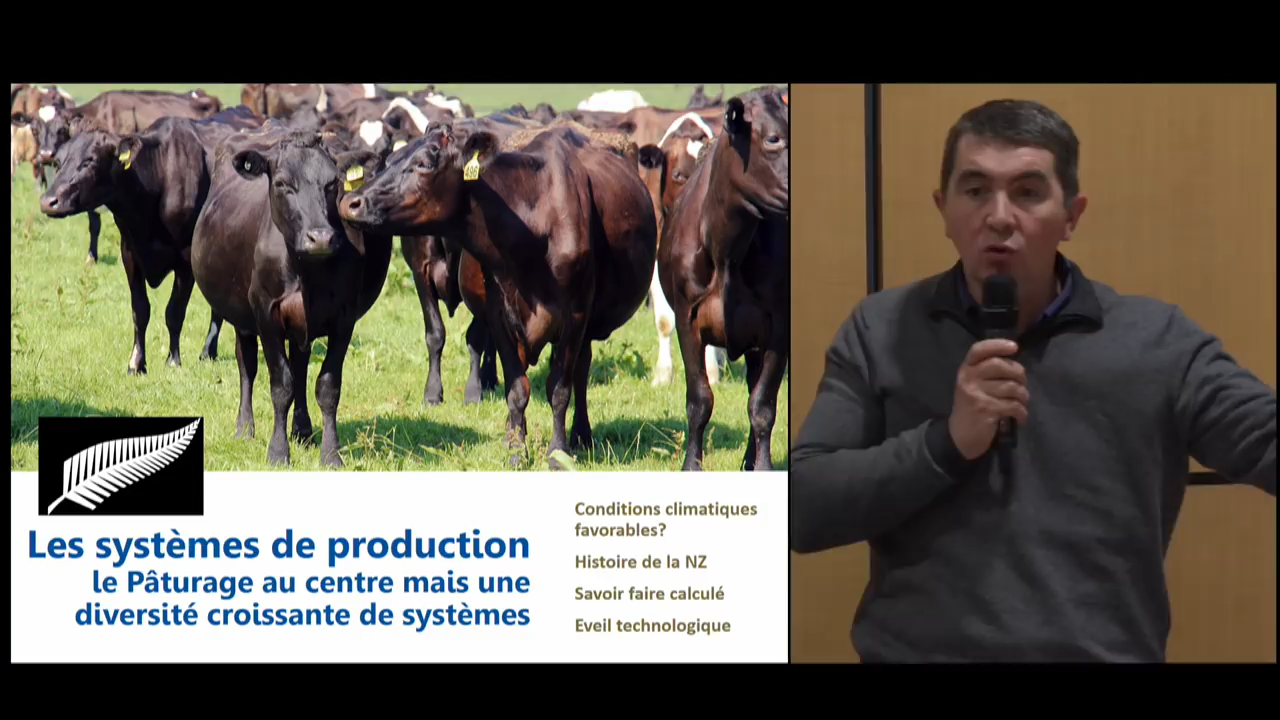 Les systèmes de production
le Pâturage au centre mais une
diversité croissante de systèmes
Conditions climatiques
favorables?
Histoire de la NZ
Savoir faire calculé
Eveil technologique